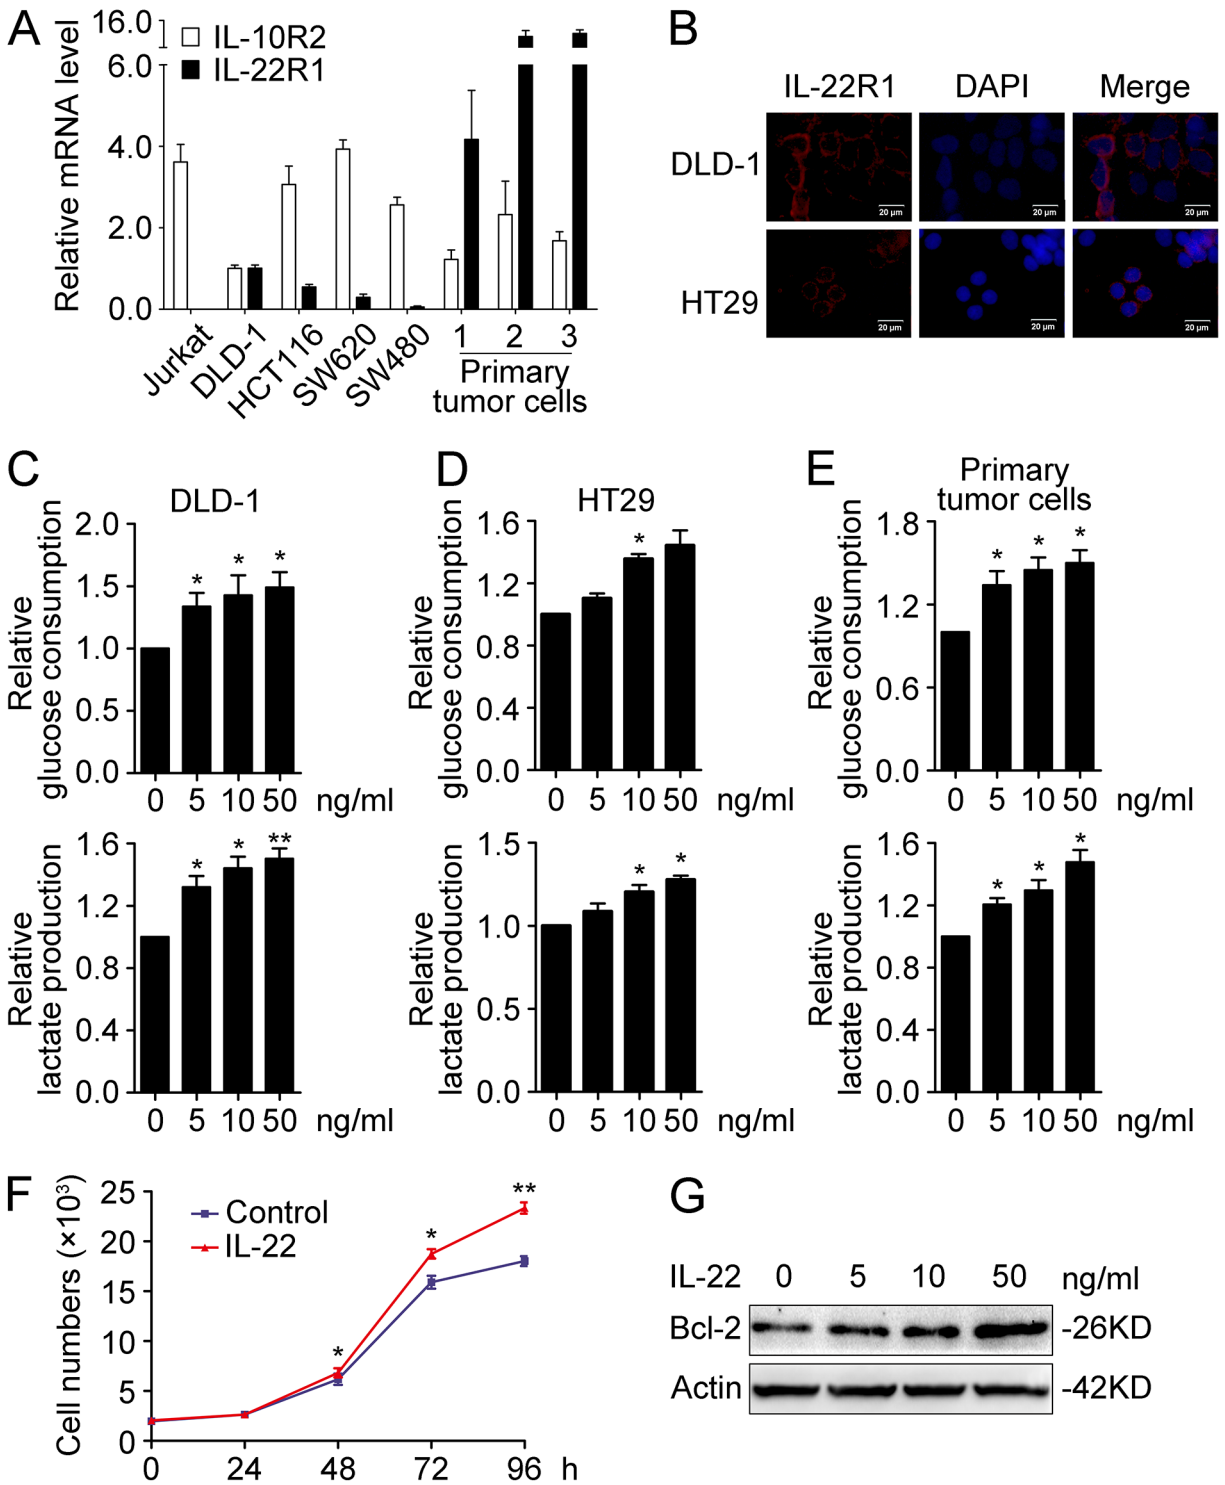 A
16.0
6.0
4.0
2.0
0.0
Relative mRNA level
IL-10R2
IL-22R1
Jurkat
DLD-1
HCT116
SW620
SW480
1 2 3
Primary
tumor cells
B
IL-22R1 DAPI Merge
DLD-1
20 µm 20 µm 20 µm
HT29
20 µm 20 µm 20 µm
C
DLD-1
Relative
glucose consumption
2.0
1.5
1.0
0.5
0.0
* * *
0 5 10 50 ng/ml
Relative
lactate production
1.6
1.2
0.8
0.4
0.0
* * **
0 5 10 50 ng/ml
D
HT29
Relative
glucose consumption
1.6
1.2
0.8
0.4
0.0
*
0 5 10 50 ng/ml
Relative
lactate production
1.5
1.0
0.5
0.0
* *
0 5 10 50 ng/ml
E
Primary
tumor cells
Relative
glucose consumption
1.8
1.2
0.6
0.0
* * *
0 5 10 50 ng/ml
Relative
lactate production
1.6
1.2
0.8
0.4
0.0
* * *
0 5 10 50 ng/ml
F
Cell numbers (×10³)
25
20
15
10
5
0
Control
IL-22
* * **
0 24 48 72 96 h
G
IL-22 0 5 10 50 ng/ml
Bcl-2 -26KD
Actin -42KD